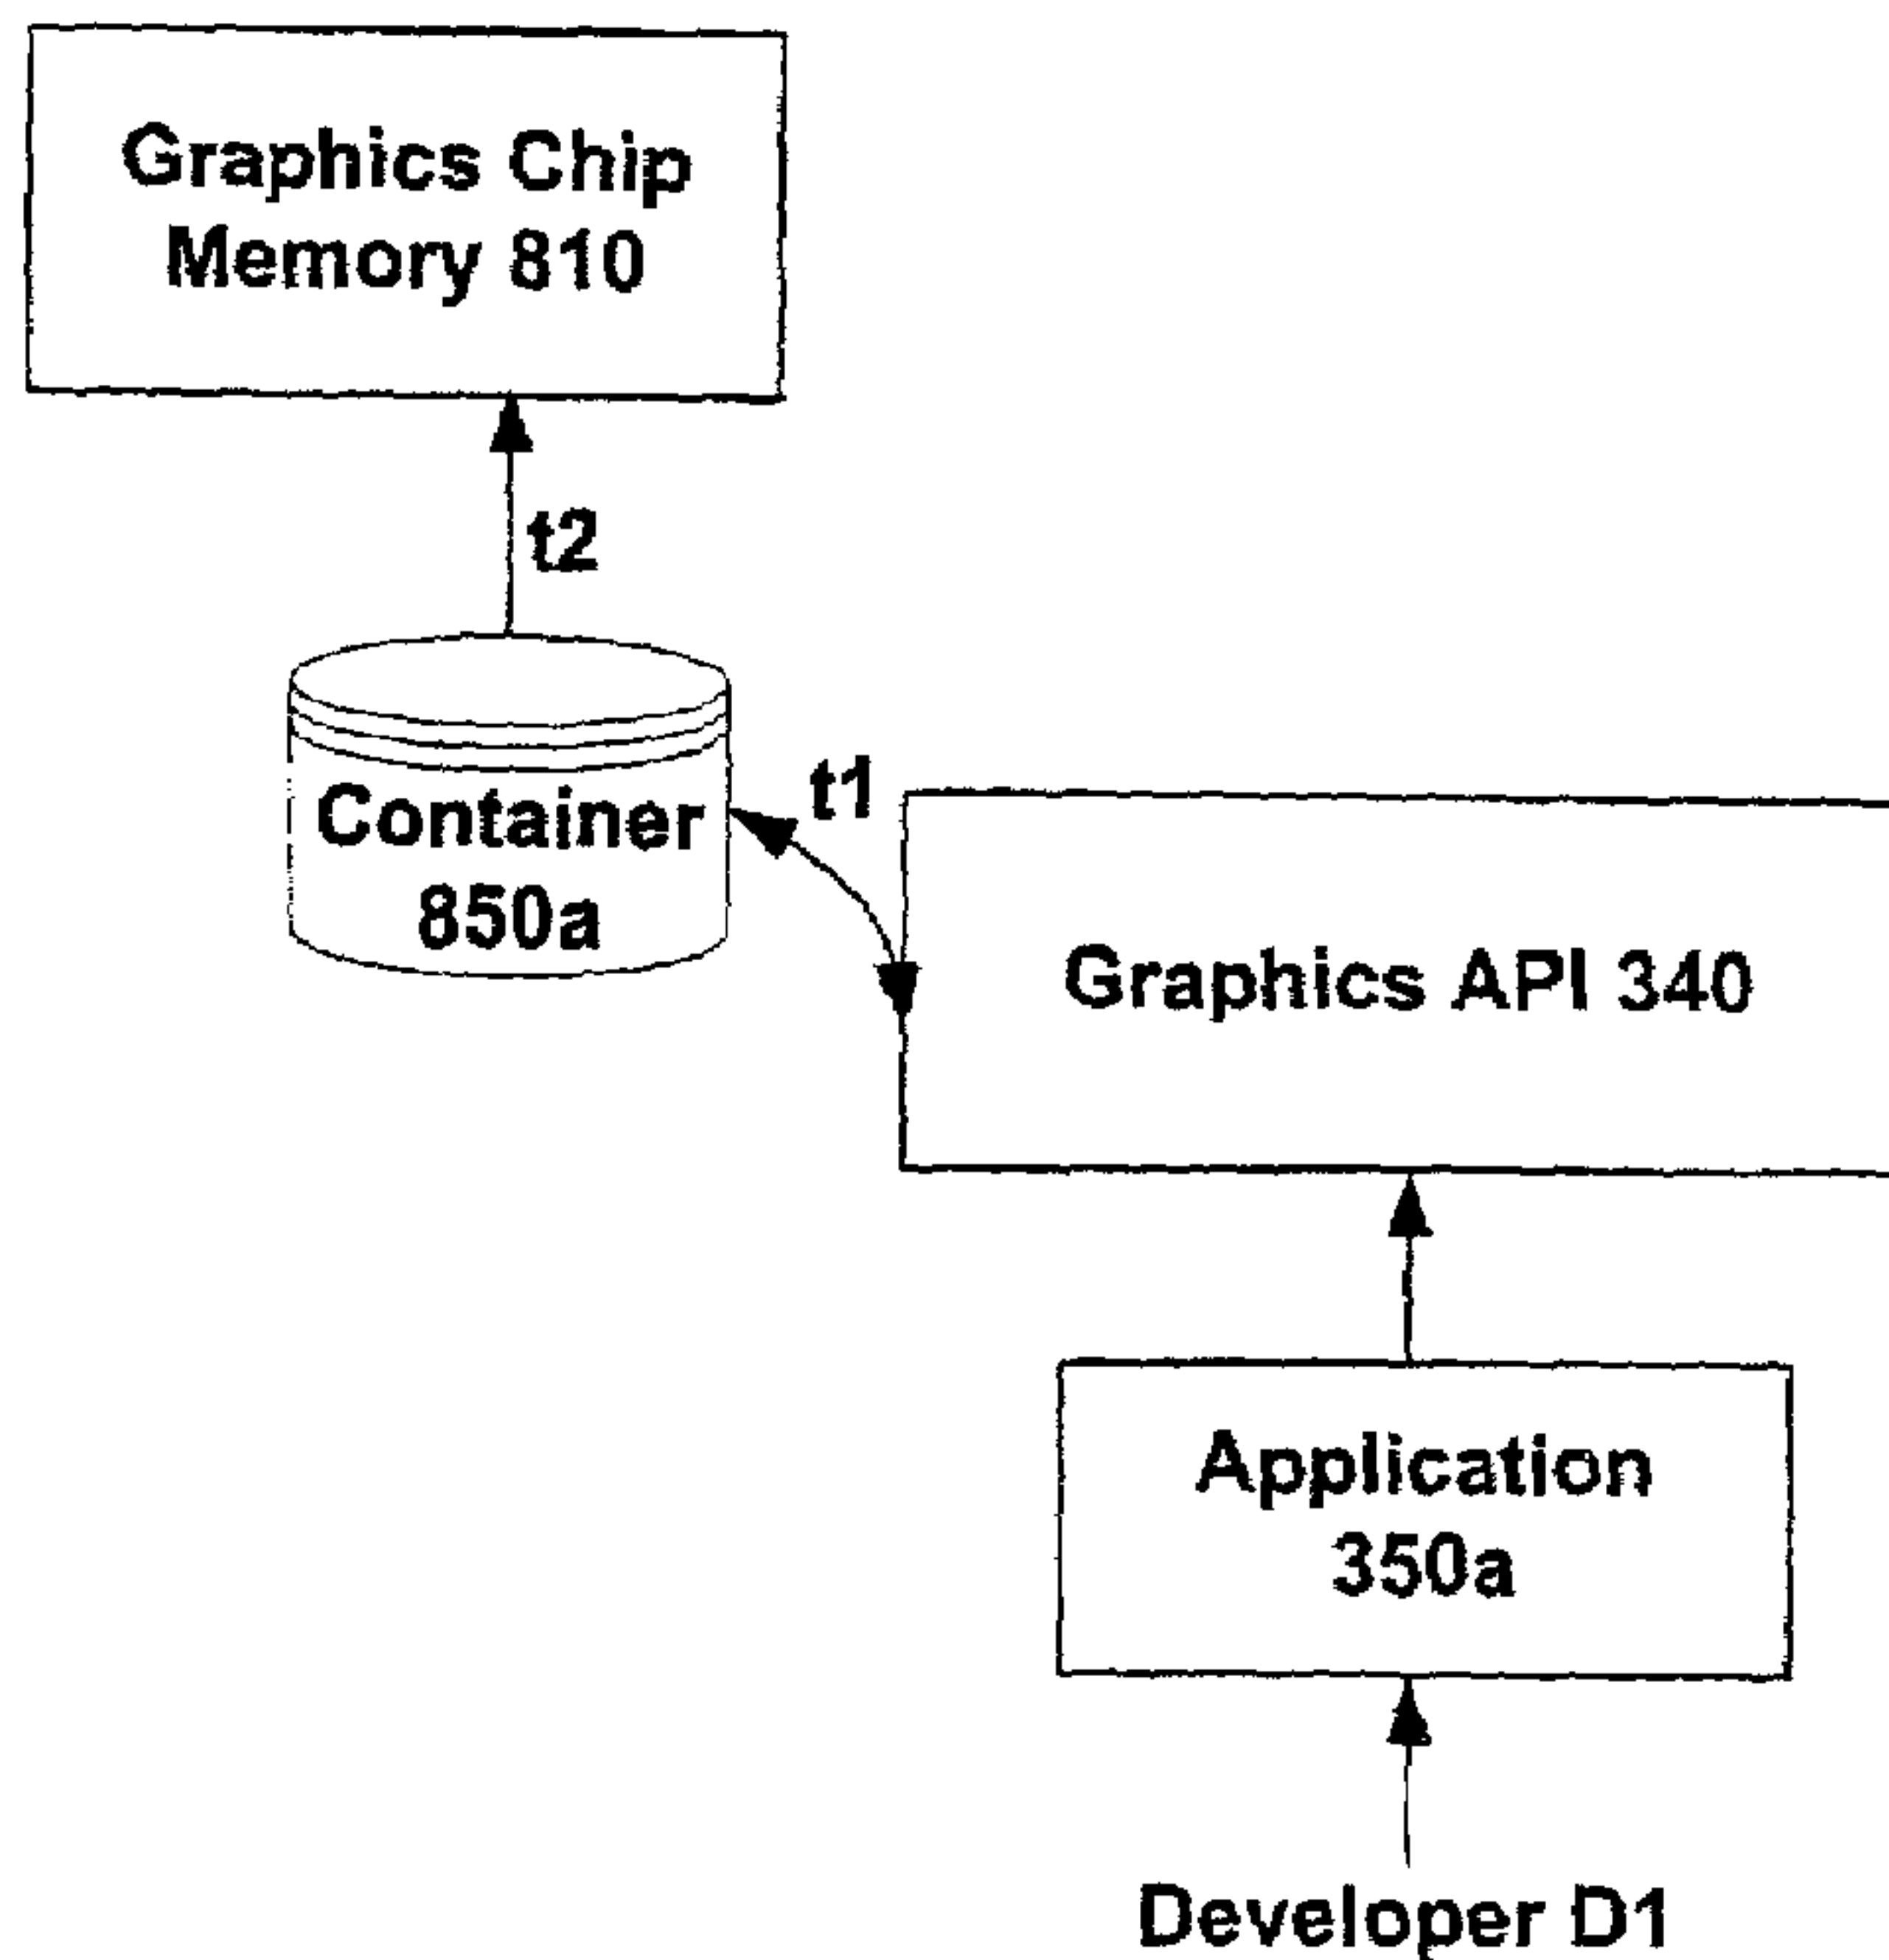 Graphics Chip
Memory 810
t2
t1
Container
850a
Graphics API 340
Application
350a
Developer D1